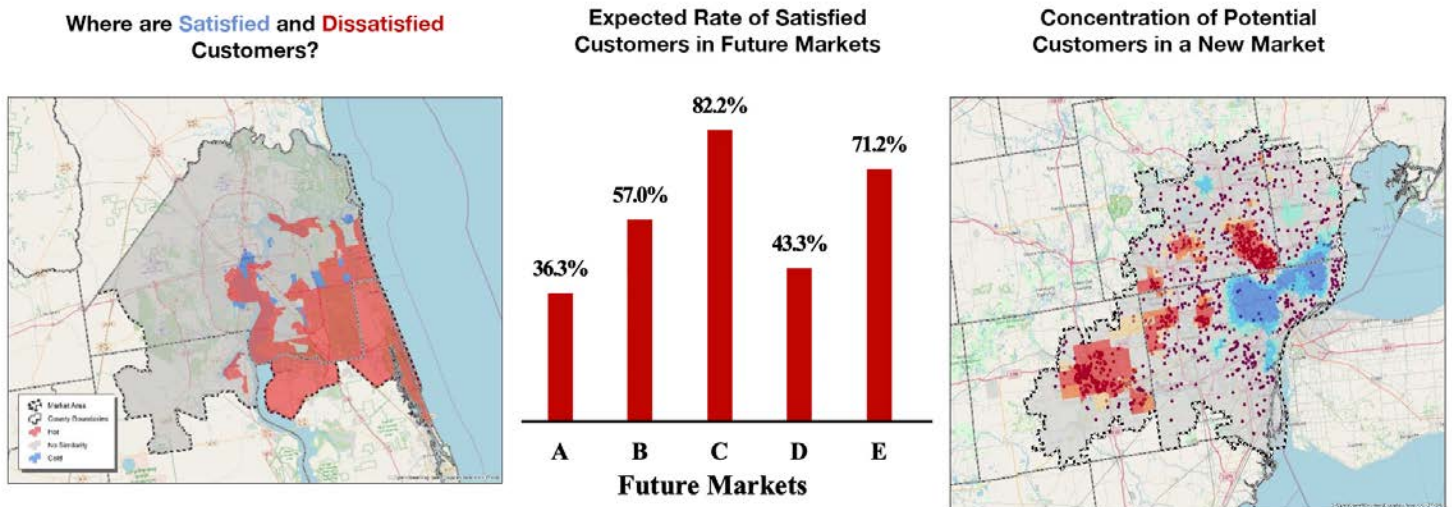 Where are Satisfied and Dissatisfied
Customers?
Market Area
County Boundaries
Hot
No Similarity
Cold
Expected Rate of Satisfied
Customers in Future Markets
36.3%
57.0%
82.2%
43.3%
71.2%
A B C D E
Future Markets
Concentration of Potential
Customers in a New Market